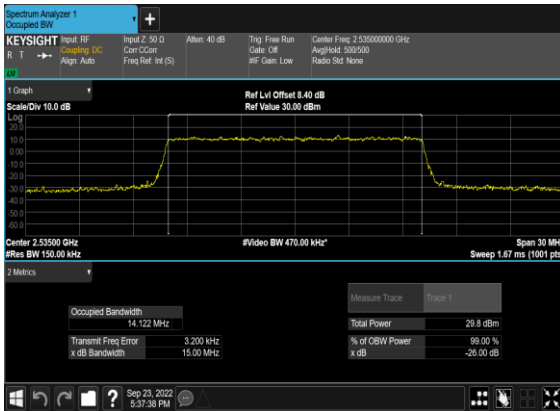 Spectrum Analyzer 1
Occupied BW
KEYSIGHT
R T
LXI
Input: RF
Coupling: DC
Align: Auto
Input Z: 50 Ω
Corr CCorr
Freq Ref: Int (S)
Atten: 40 dB
Trig: Free Run
Gate: Off
#IF Gain: Low
Center Freq: 2.535000000 GHz
Avg|Hold: 500/500
Radio Std: None
1 Graph
Scale/Div 10.0 dB
Ref Lvl Offset 8.40 dB
Ref Value 30.00 dBm
Log
20.0
10.0
0.00
-10.0
-20.0
-30.0
-40.0
-50.0
-60.0
Center 2.53500 GHz
#Res BW 150.00 kHz
#Video BW 470.00 kHz*
Span 30 MH
Sweep 1.67 ms (1001 pts
2 Metrics
Measure Trace Trace 1
Occupied Bandwidth
14.122 MHz
Total Power 29.8 dBm
Transmit Freq Error 3.200 kHz
% of OBW Power 99.00 %
x dB Bandwidth 15.00 MHz
x dB -26.00 dB
Sep 23, 2022
5:37:38 PM